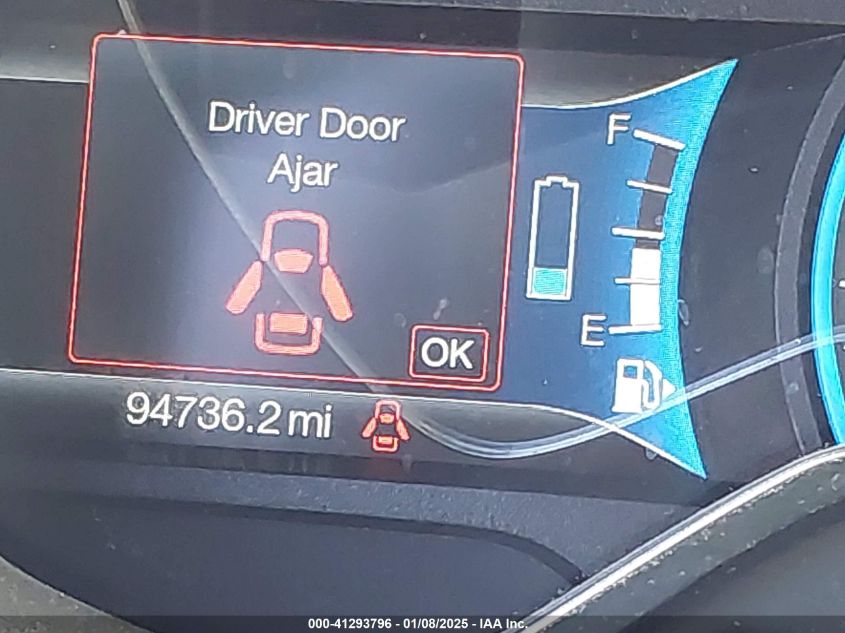 Driver Door
Ajar
OK
F
E
94736.2 mi
000-41293796 - 01/08/2025 - IAA Inc.